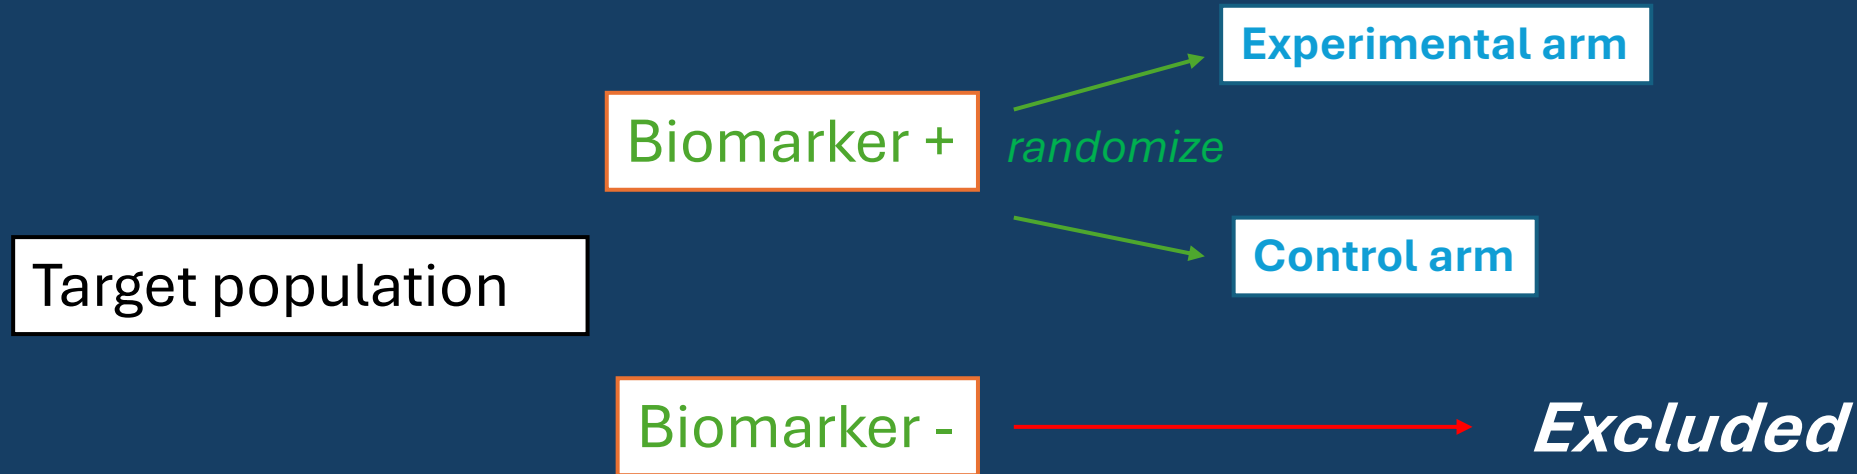 Experimental arm
Biomarker +
randomize
Control arm
Target population
Biomarker -
Excluded